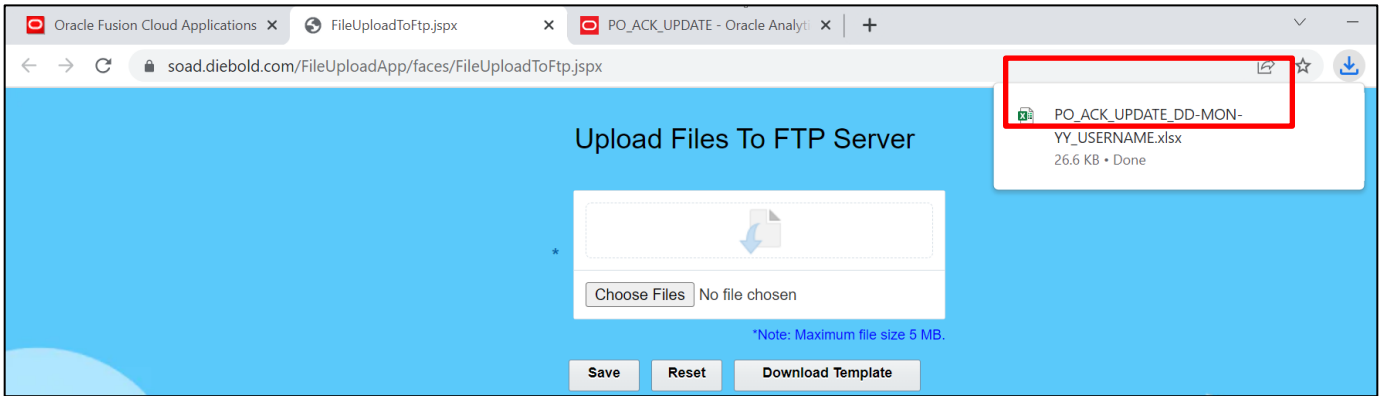 Oracle Fusion Cloud Applications
FileUploadToFtp.jspx
PO_ACK_UPDATE - Oracle Analyti
soad.diebold.com/FileUploadApp/faces/FileUploadToFtp.jspx
PO_ACK_UPDATE_DD-MON-
YY_USERNAME.xlsx
26.6 KB • Done
Upload Files To FTP Server
*
Choose Files No file chosen
*Note: Maximum file size 5 MB.
Save Reset Download Template